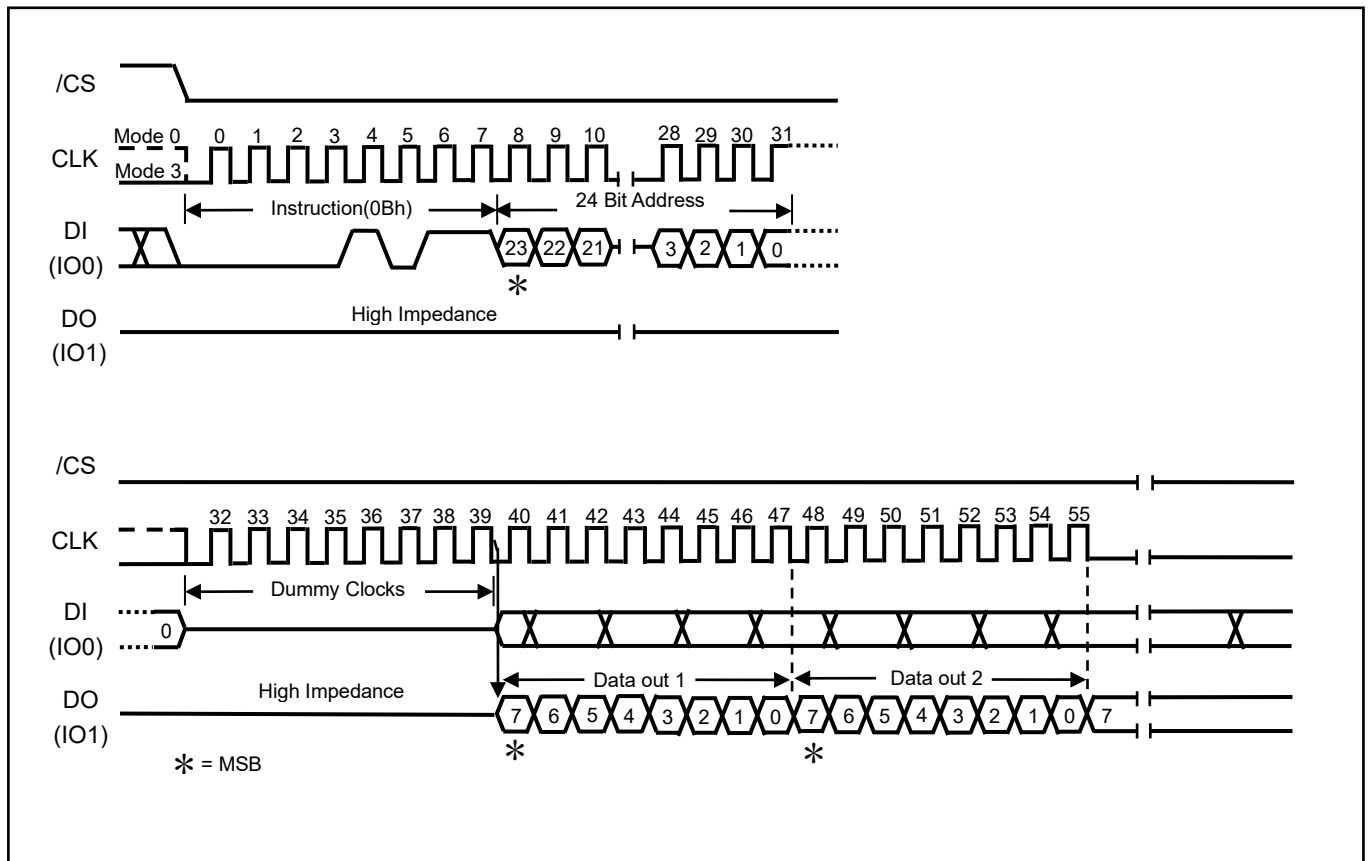 /CS
Mode 0 0 1 2 3 4 5 6 7 8 9 10 28 29 30 31
CLK
Mode 3
Instruction(0Bh) 24 Bit Address
DI
(IO0)
23 22 21 3 2 1 0
*
DO
(IO1)
High Impedance
/CS
32 33 34 35 36 37 38 39 40 41 42 43 44 45 46 47 48 49 50 51 52 53 54 55
CLK
Dummy Clocks
DI
(IO0)
0
Data out 1 Data out 2
High Impedance
DO
(IO1)
7 6 5 4 3 2 1 0 7 6 5 4 3 2 1 0 7
* *
* = MSB